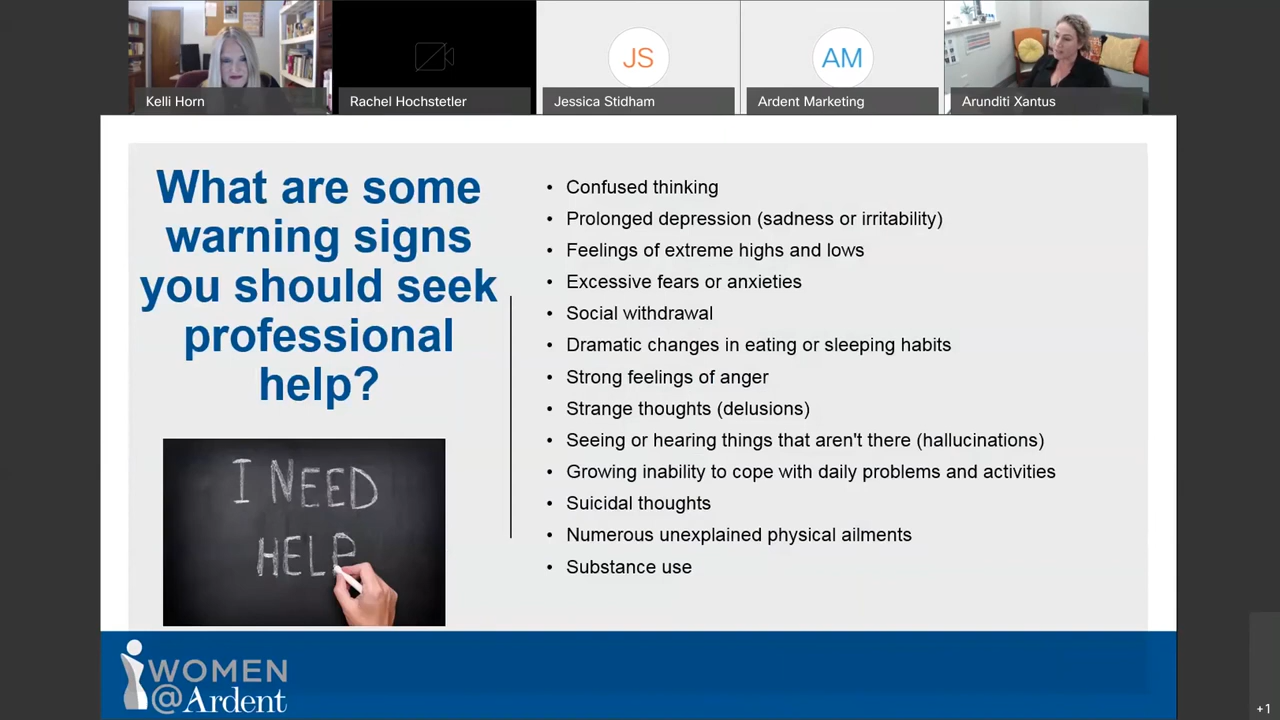 JS
AM
Kelli Horn
Rachel Hochstetler
Jessica Stidham
Ardent Marketing
Arunditi Xantus
What are some
warning signs
you should seek
professional
help?
• Confused thinking
• Prolonged depression (sadness or irritability)
• Feelings of extreme highs and lows
• Excessive fears or anxieties
• Social withdrawal
• Dramatic changes in eating or sleeping habits
• Strong feelings of anger
• Strange thoughts (delusions)
• Seeing or hearing things that aren't there (hallucinations)
• Growing inability to cope with daily problems and activities
• Suicidal thoughts
• Numerous unexplained physical ailments
• Substance use
I NEED
HELP
WOMEN
@Ardent
+1